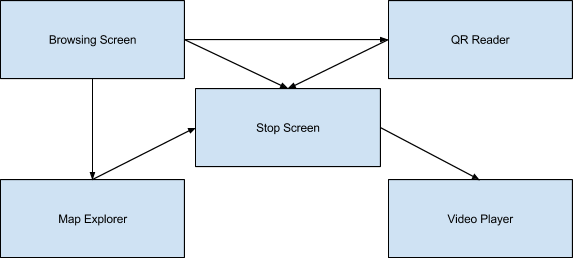 Browsing Screen
QR Reader
Stop Screen
Map Explorer
Video Player